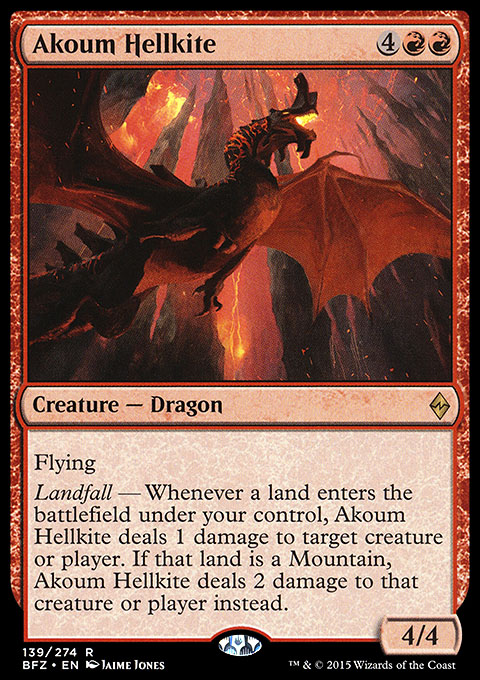 Akoum Hellkite 4
Creature — Dragon
Flying
Landfall — Whenever a land enters the
battlefield under your control, Akoum
Hellkite deals 1 damage to target creature
or player. If that land is a Mountain,
Akoum Hellkite deals 2 damage to that
creature or player instead.
4/4
139/274 R
BFZ • EN Jaime Jones
™ & © 2015 Wizards of the Coast